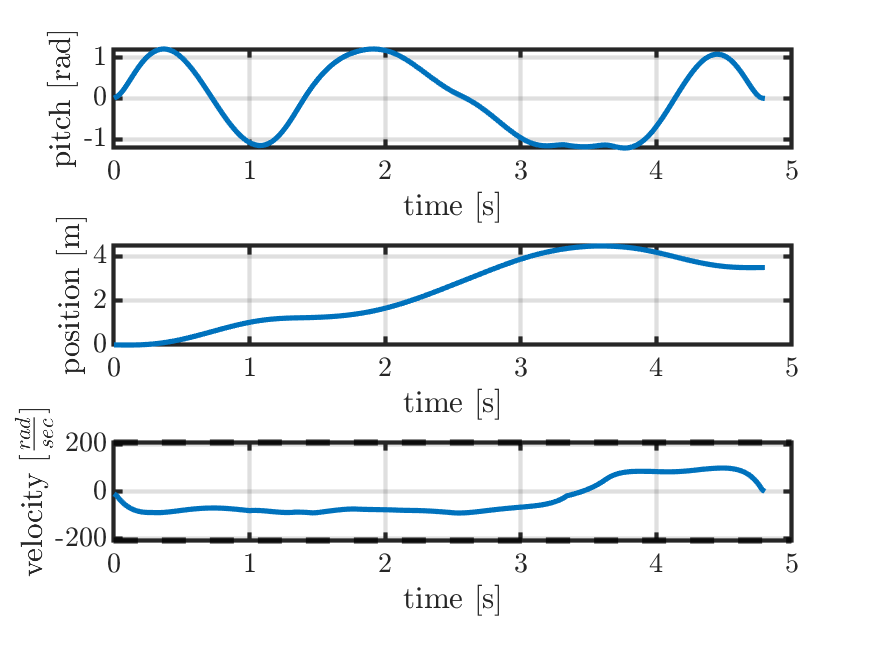 pitch [rad]
1
0
-1
0 1 2 3 4 5
time [s]
position [m]
4
2
0
0 1 2 3 4 5
time [s]
velocity [rad/sec]
200
0
-200
0 1 2 3 4 5
time [s]